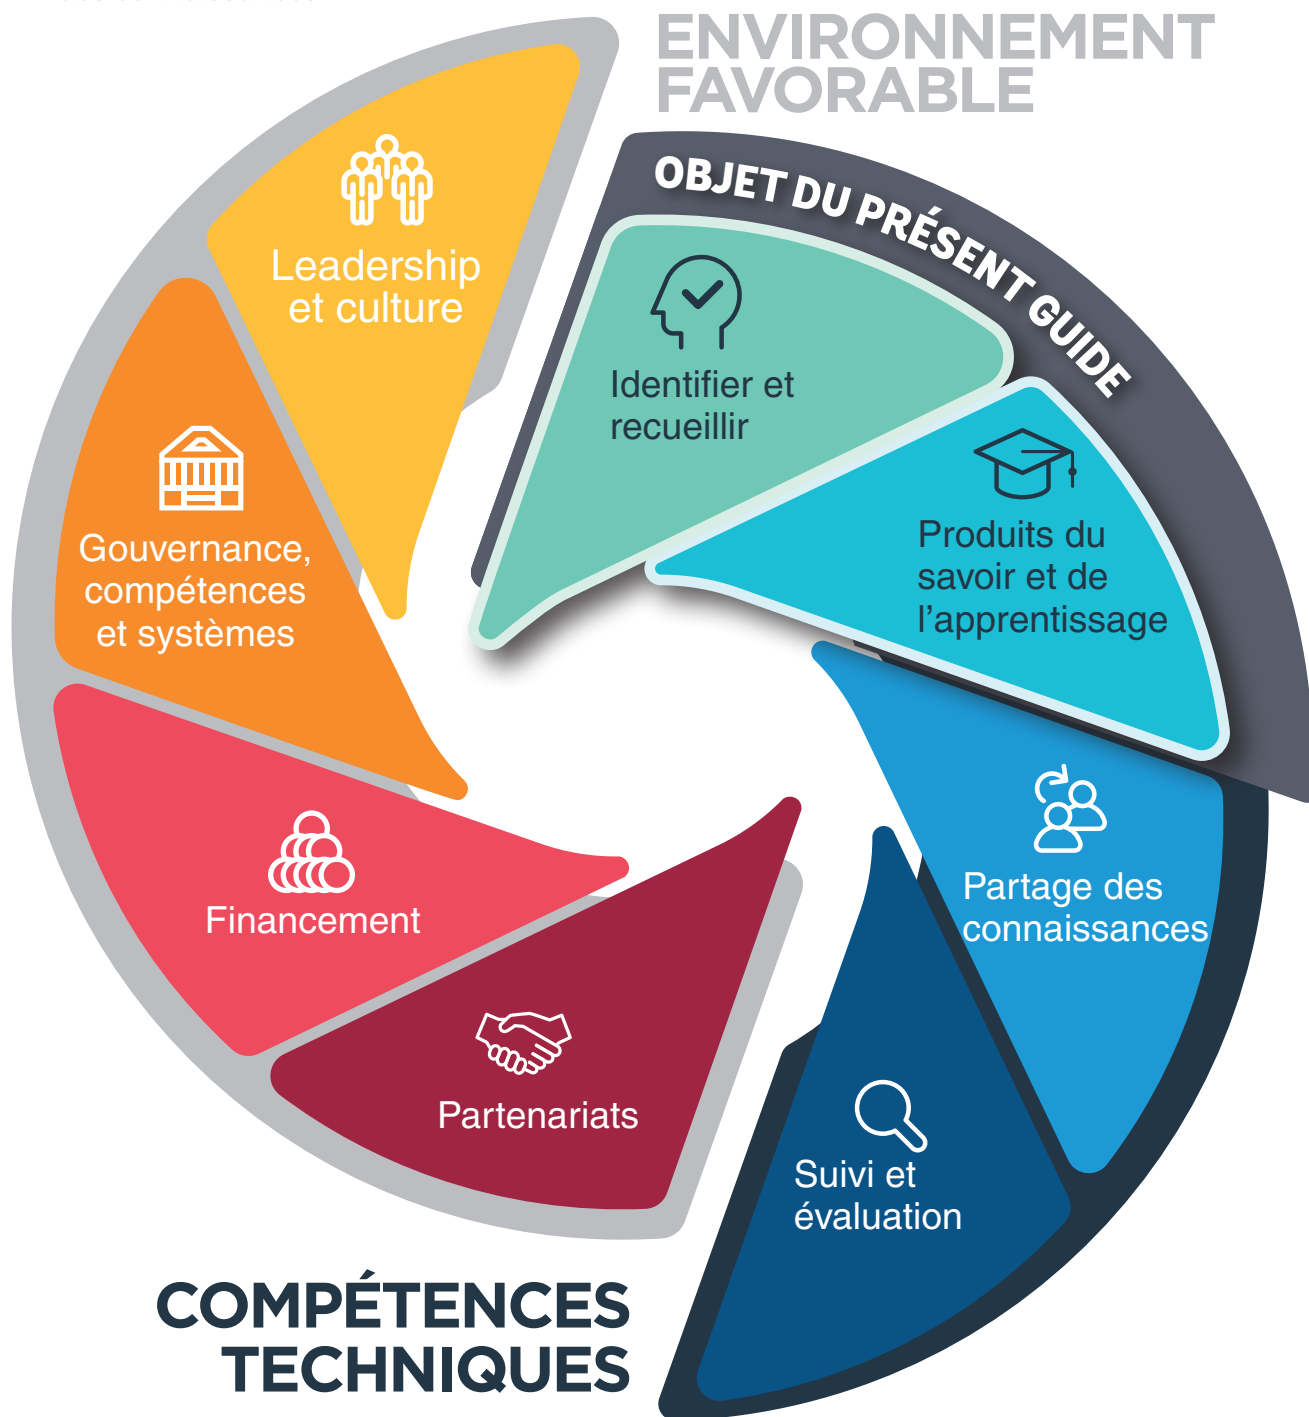 ENVIRONNEMENT
FAVORABLE
OBJET DU PRÉSENT GUIDE
Leadership
et culture
Identifier et
recueillir
Produits du
savoir et de
l’apprentissage
Gouvernance,
compétences
et systèmes
Partage des
connaissances
Financement
Partenariats
Suivi et
évaluation
COMPÉTENCES
TECHNIQUES